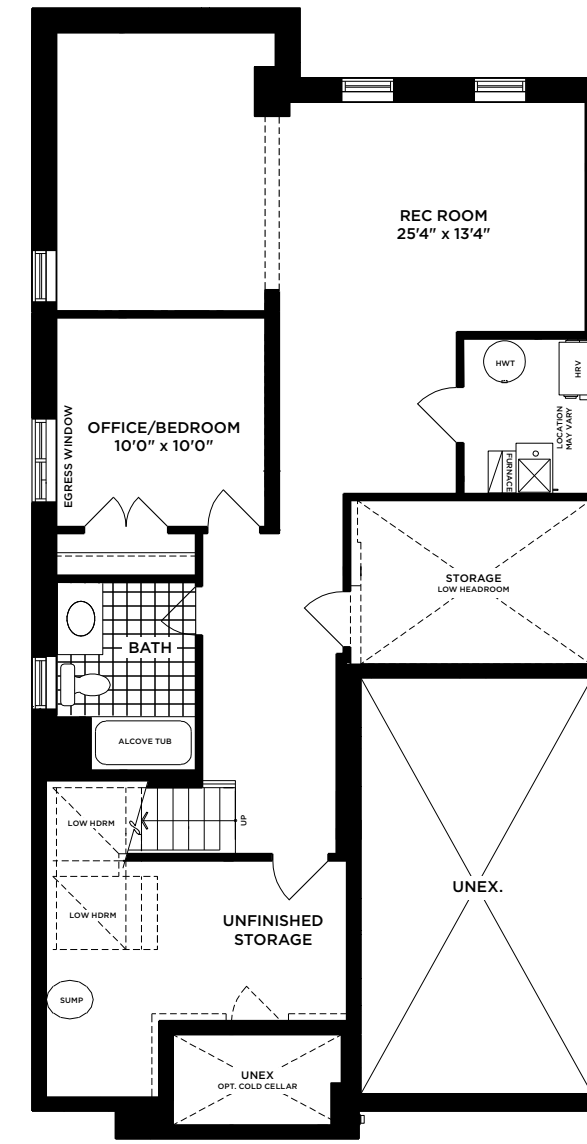 REC ROOM
25'4" x 13'4"
HWT
HRV
LOCATION
MAY VARY
FURNACE
EGRESS WINDOW
OFFICE/BEDROOM
10'0" x 10'0"
STORAGE
LOW HEADROOM
BATH
ALCOVE TUB
LOW HDRM
UP
LOW HDRM
UNEX.
UNFINISHED
STORAGE
SUMP
UNEX
OPT. COLD CELLAR